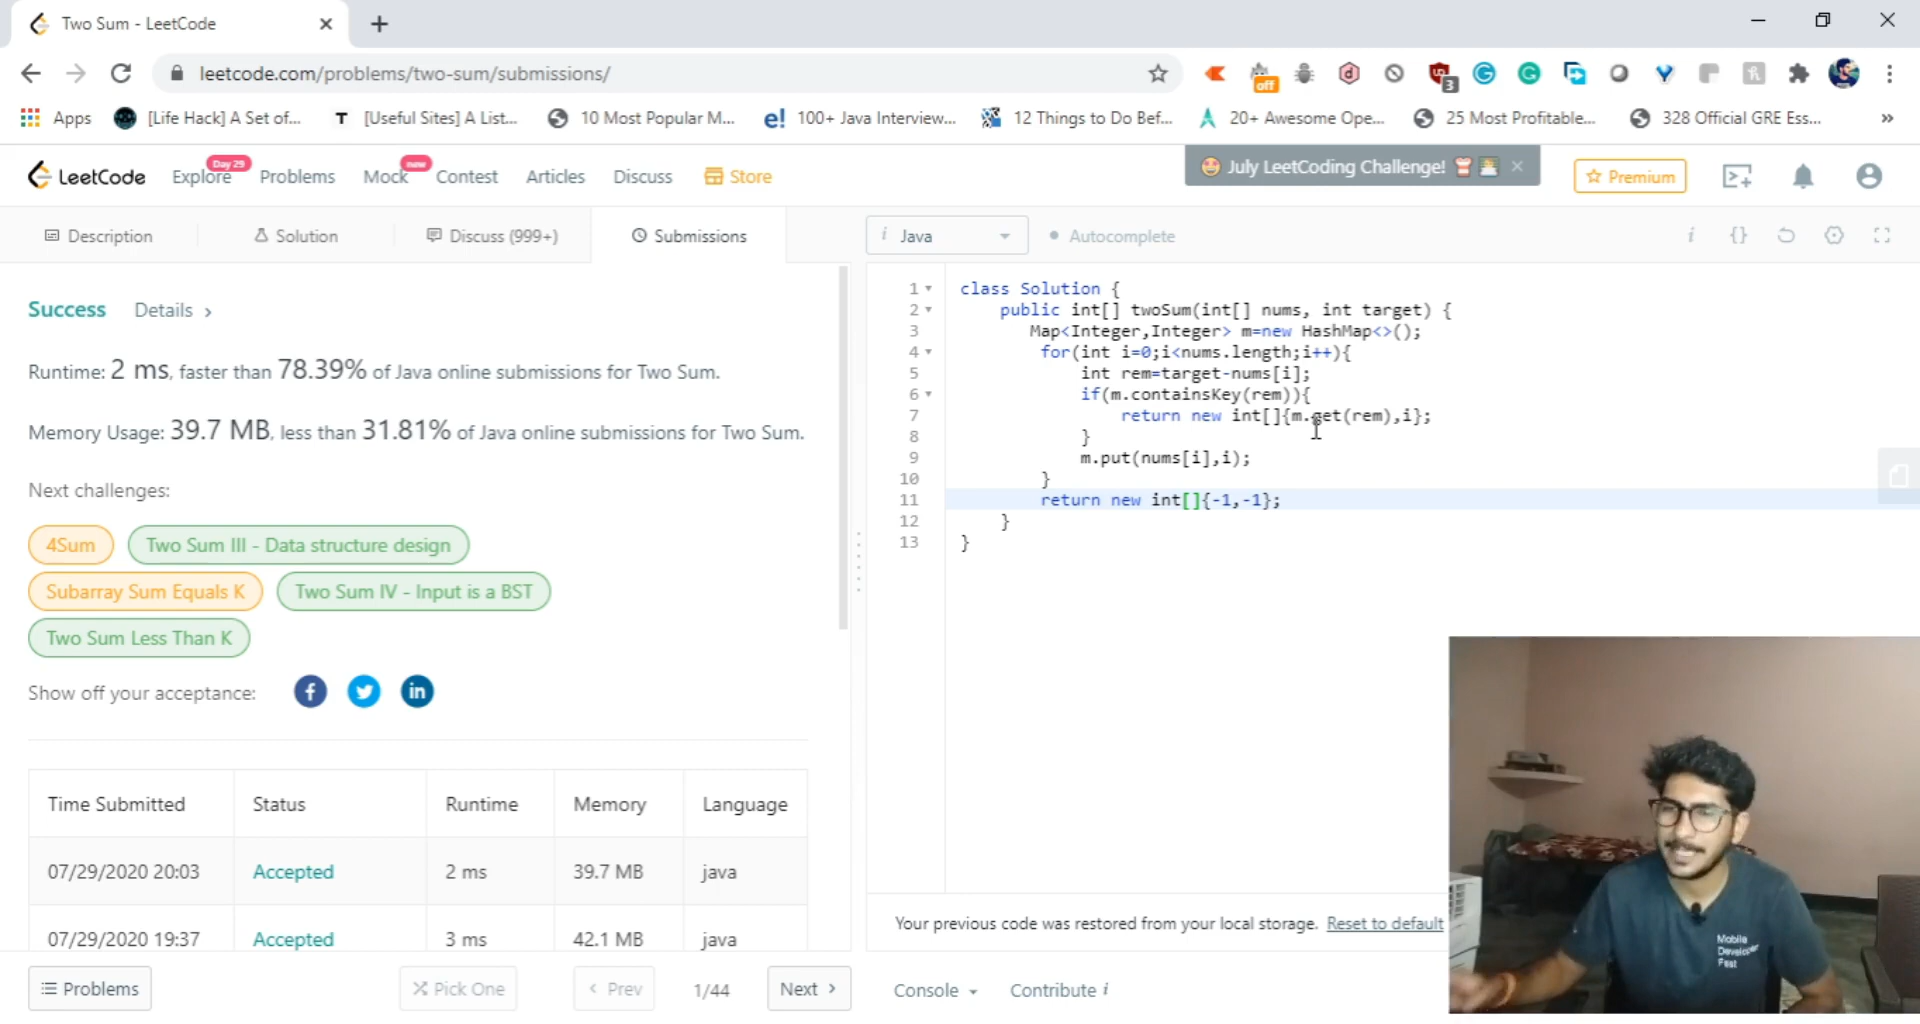 Two Sum - LeetCode
leetcode.com/problems/two-sum/submissions/
off
3
Apps
[Life Hack] A Set of...
T [Useful Sites] A List...
10 Most Popular M...
e! 100+ Java Interview...
12 Things to Do Bef...
20+ Awesome Ope...
25 Most Profitable...
328 Official GRE Ess...
»
LeetCode
Explore
Day 29
Problems
Mock
new
Contest
Articles
Discuss
Store
July LeetCoding Challenge!
Premium
Description
Solution
Discuss (999+)
Submissions
i Java
Autocomplete
i {}
Success Details >
Runtime: 2 ms, faster than 78.39% of Java online submissions for Two Sum.
Memory Usage: 39.7 MB, less than 31.81% of Java online submissions for Two Sum.
Next challenges:
4Sum
Two Sum III - Data structure design
Subarray Sum Equals K
Two Sum IV - Input is a BST
Two Sum Less Than K
Show off your acceptance:
Time Submitted Status Runtime Memory Language
07/29/2020 20:03 Accepted 2 ms 39.7 MB java
07/29/2020 19:37 Accepted 3 ms 42.1 MB java
Problems
Pick One
< Prev
1/44
Next >
1 class Solution {
2 public int[] twoSum(int[] nums, int target) {
3 Map<Integer,Integer> m=new HashMap<>();
4 for(int i=0;i<nums.length;i++){
5 int rem=target-nums[i];
6 if(m.containsKey(rem)){
7 return new int[]{m.get(rem),i};
8 }
9 m.put(nums[i],i);
10 }
11 return new int[]{-1,-1};
12 }
13 }
Your previous code was restored from your local storage. Reset to default
Console
Contribute i
Mobile
Developer
Fest